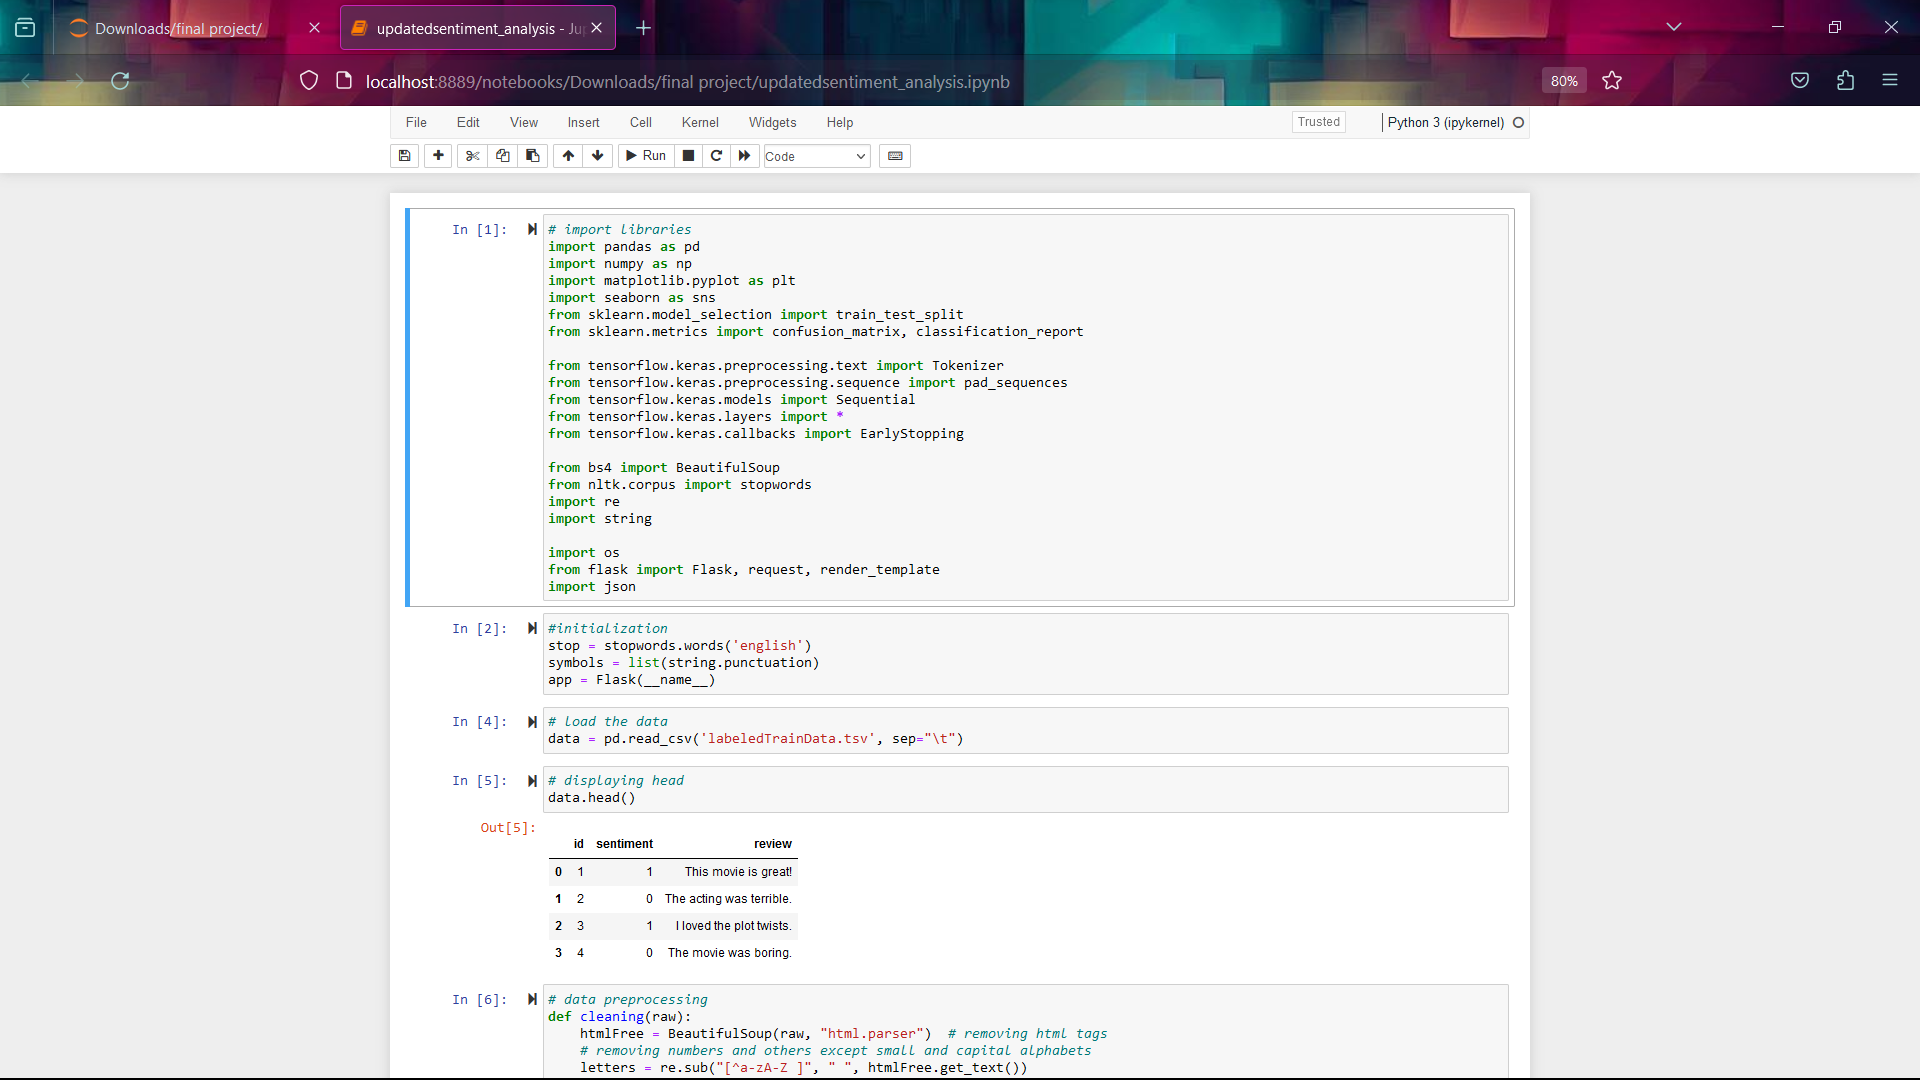 Downloads/final project/
updatedsentiment_analysis - Ju
localhost:8889/notebooks/Downloads/final project/updatedsentiment_analysis.ipynb
80%
File Edit View Insert Cell Kernel Widgets Help
Trusted
Python 3 (ipykernel)
Run
Code
In [1]:
# import libraries
import pandas as pd
import numpy as np
import matplotlib.pyplot as plt
import seaborn as sns
from sklearn.model_selection import train_test_split
from sklearn.metrics import confusion_matrix, classification_report
from tensorflow.keras.preprocessing.text import Tokenizer
from tensorflow.keras.preprocessing.sequence import pad_sequences
from tensorflow.keras.models import Sequential
from tensorflow.keras.layers import *
from tensorflow.keras.callbacks import EarlyStopping
from bs4 import BeautifulSoup
from nltk.corpus import stopwords
import re
import string
import os
from flask import Flask, request, render_template
import json
In [2]:
#initialization
stop = stopwords.words('english')
symbols = list(string.punctuation)
app = Flask(__name__)
In [4]:
# load the data
data = pd.read_csv('labeledTrainData.tsv', sep="\t")
In [5]:
# displaying head
data.head()
Out[5]:
id sentiment review
0 1 1 This movie is great!
1 2 0 The acting was terrible.
2 3 1 I loved the plot twists.
3 4 0 The movie was boring.
In [6]:
# data preprocessing
def cleaning(raw):
htmlFree = BeautifulSoup(raw, "html.parser") # removing html tags
# removing numbers and others except small and capital alphabets
letters = re.sub("[^a-zA-Z ]", " ", htmlFree.get_text())